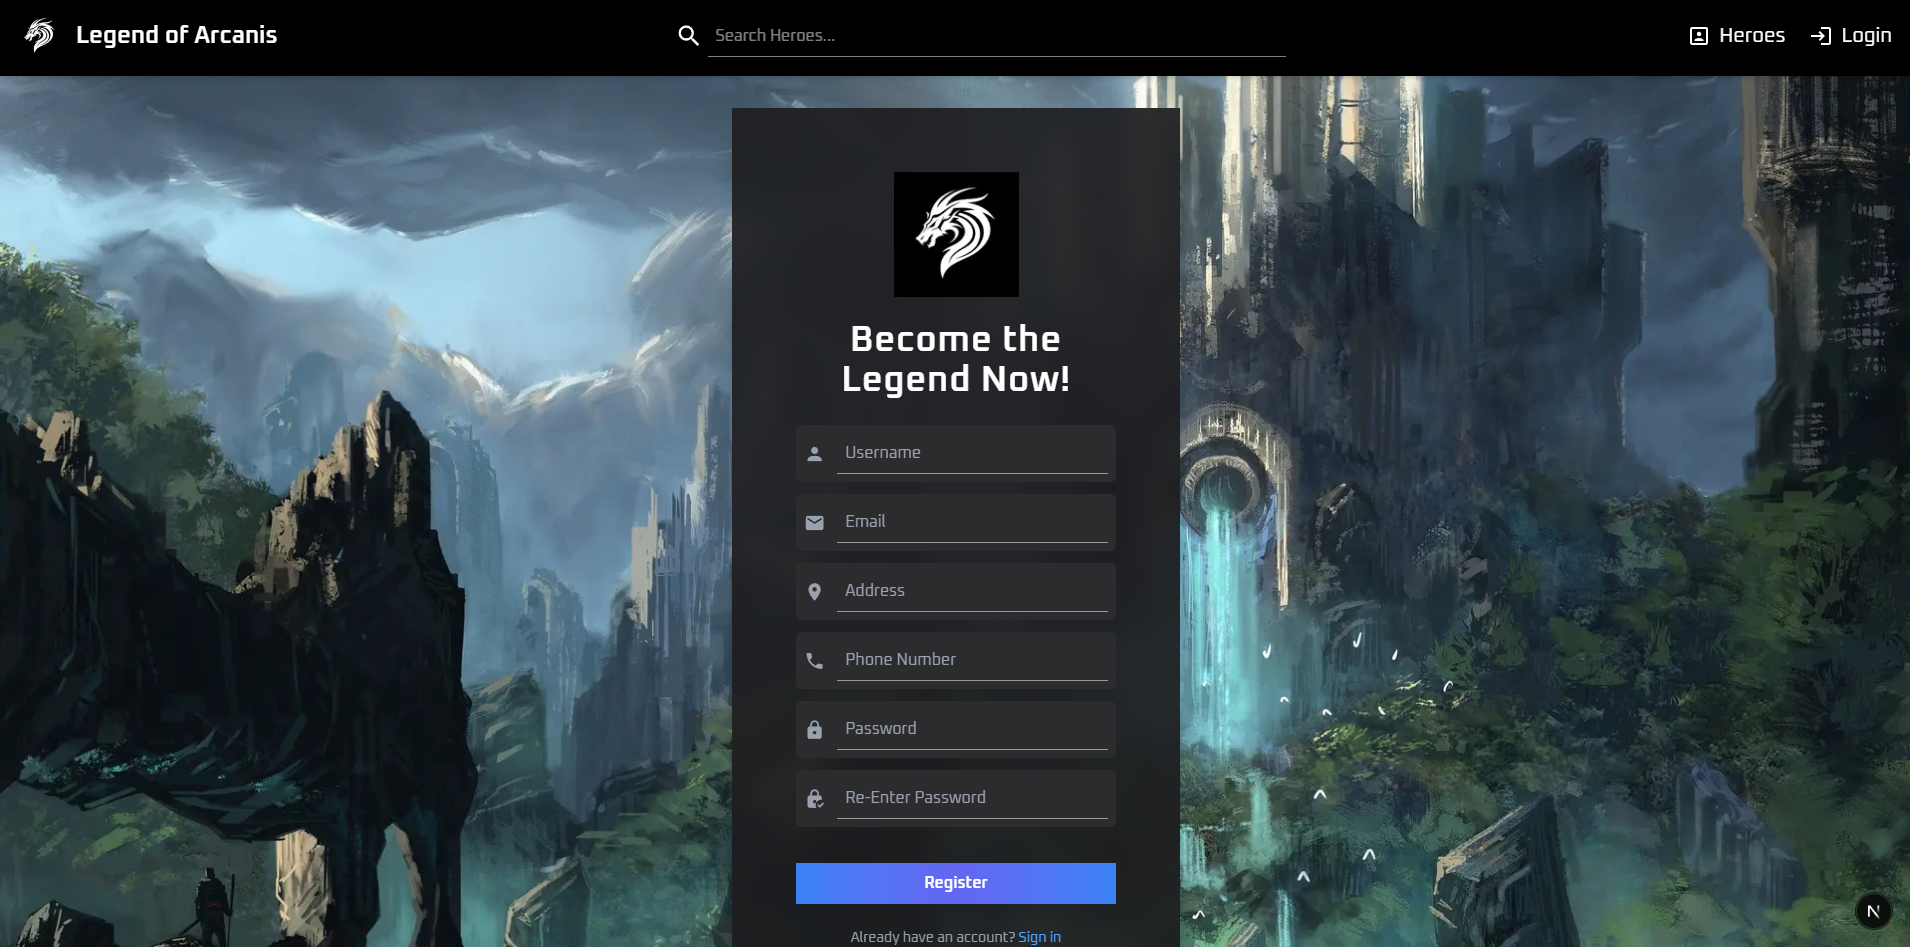 Legend of Arcanis
Search Heroes...
Heroes
Login
Become the
Legend Now!
Username
Email
Address
Phone Number
Password
Re-Enter Password
Register
Already have an account? Sign in
N